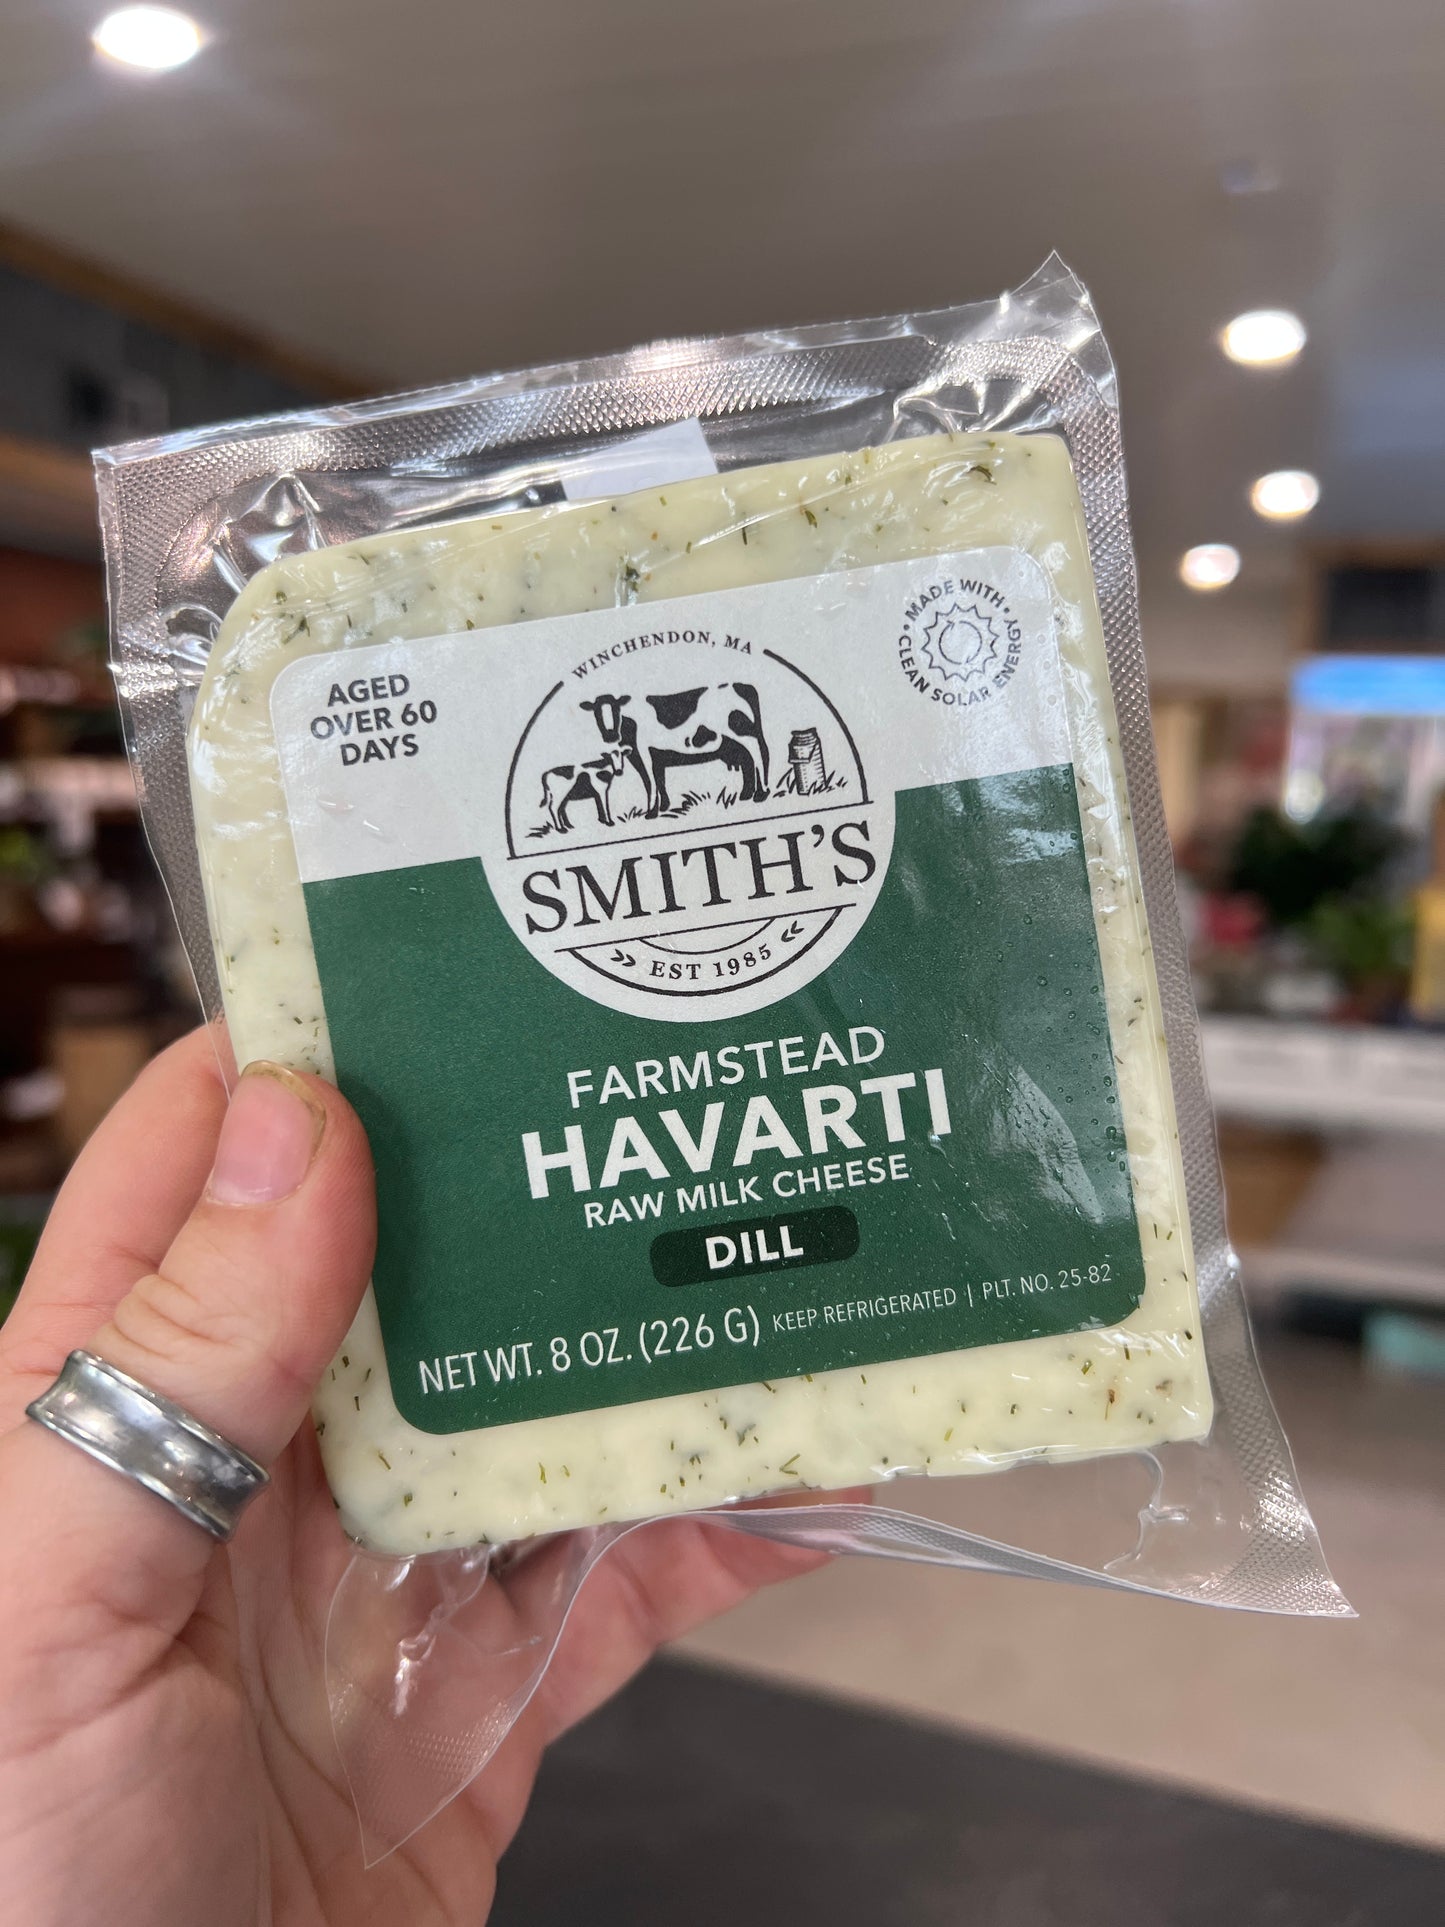 AGED
OVER 60
DAYS
WINCHENDON, MA
SMITH'S
EST 1985
• MADE WITH •
CLEAN SOLAR ENERGY
FARMSTEAD
HAVARTI
RAW MILK CHEESE
DILL
NET WT. 8 OZ. (226 G) KEEP REFRIGERATED | PLT. NO. 25-82